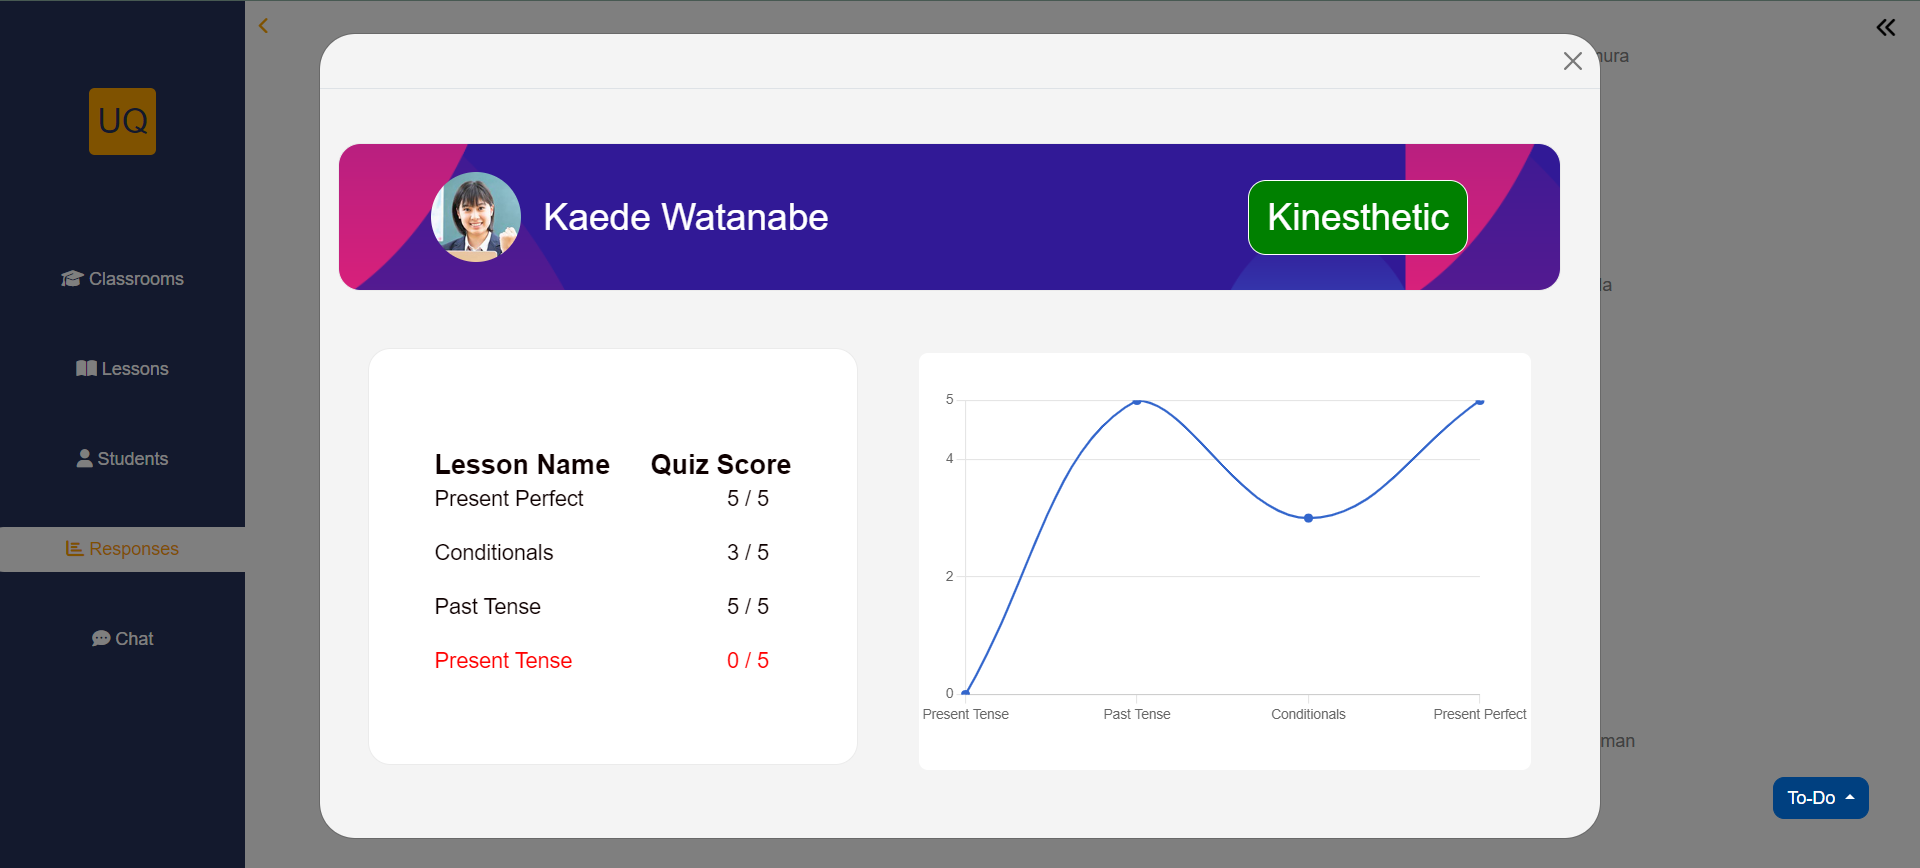 UQ
Classrooms
Lessons
Students
Responses
Chat
Kaede Watanabe
Kinesthetic
Lesson Name Quiz Score
Present Perfect 5 / 5
Conditionals 3 / 5
Past Tense 5 / 5
Present Tense 0 / 5
5
4
2
0
Present Tense Past Tense Conditionals Present Perfect
To-Do